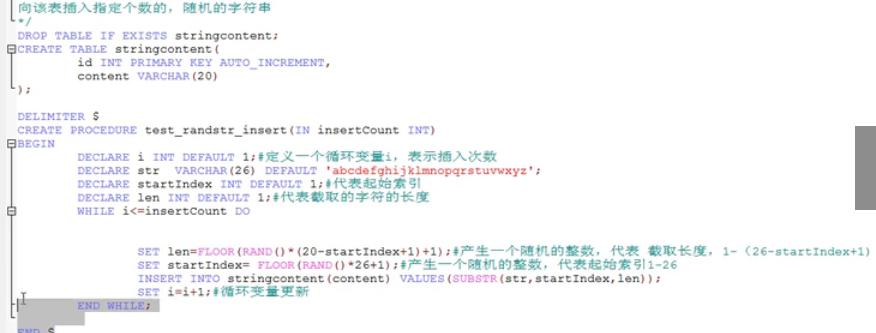 向该表插入指定个数的，随机的字符串
*/
DROP TABLE IF EXISTS stringcontent;
CREATE TABLE stringcontent(
id INT PRIMARY KEY AUTO_INCREMENT,
content VARCHAR(20)
);
DELIMITER $
CREATE PROCEDURE test_randstr_insert(IN insertCount INT)
BEGIN
DECLARE i INT DEFAULT 1;#定义一个循环变量i，表示插入次数
DECLARE str VARCHAR(26) DEFAULT 'abcdefghijklmnopqrstuvwxyz';
DECLARE startIndex INT DEFAULT 1;#代表起始索引
DECLARE len INT DEFAULT 1;#代表截取的字符的长度
WHILE i<=insertCount DO
SET len=FLOOR(RAND()*(20-startIndex+1)+1);#产生一个随机的整数，代表 截取长度，1-（26-startIndex+1)
SET startIndex= FLOOR(RAND()*26+1);#产生一个随机的整数，代表起始索引1-26
INSERT INTO stringcontent(content) VALUES(SUBSTR(str,startIndex,len));
SET i=i+1;#循环变量更新
END WHILE;
END $